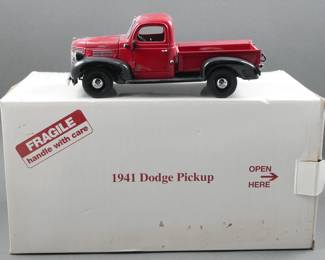 FRAGILE
handle with care
1941 Dodge Pickup
OPEN
HERE